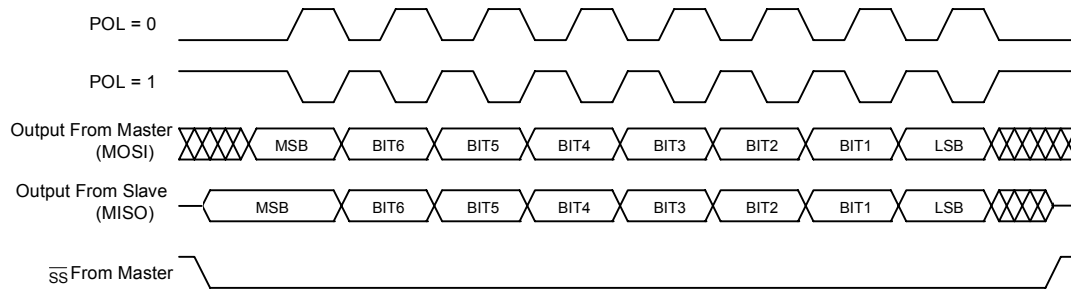 POL = 0
POL = 1
Output From Master
(MOSI)
MSB BIT6 BIT5 BIT4 BIT3 BIT2 BIT1 LSB
Output From Slave
(MISO)
MSB BIT6 BIT5 BIT4 BIT3 BIT2 BIT1 LSB
SS From Master